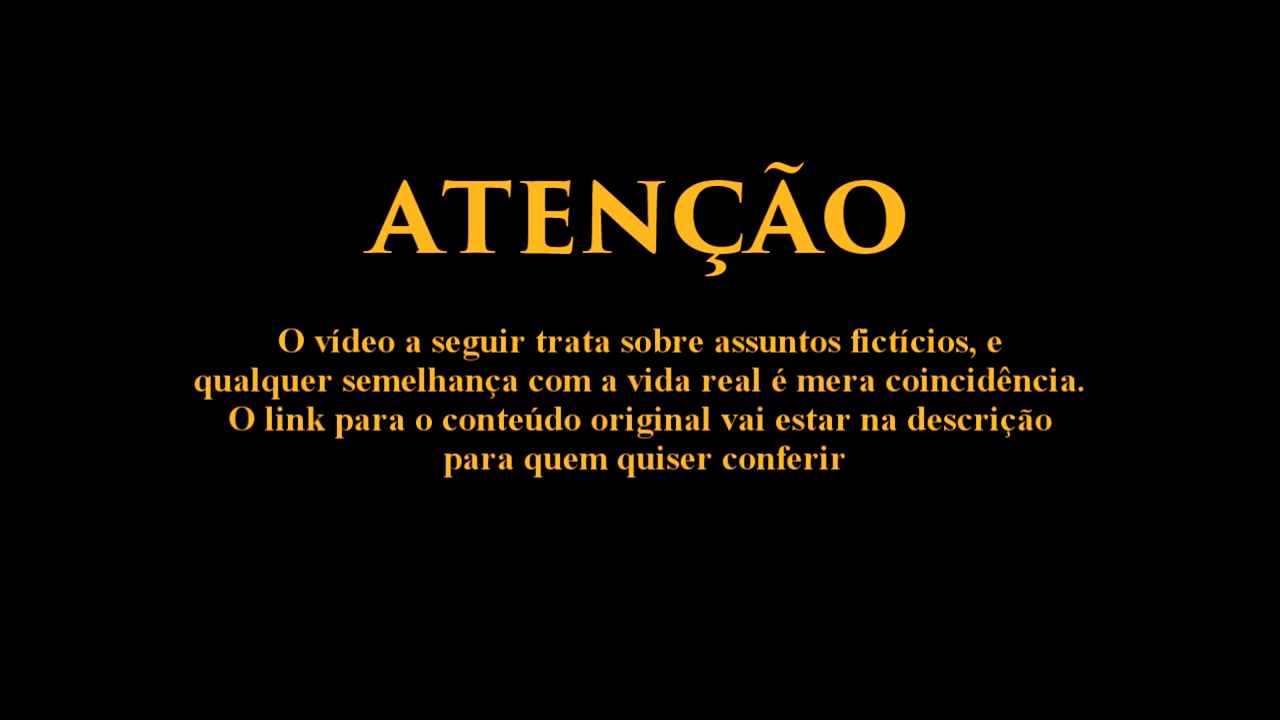 ATENÇÃO
O vídeo a seguir trata sobre assuntos fictícios, e
qualquer semelhança com a vida real é mera coincidência.
O link para o conteúdo original vai estar na descrição
para quem quiser conferir